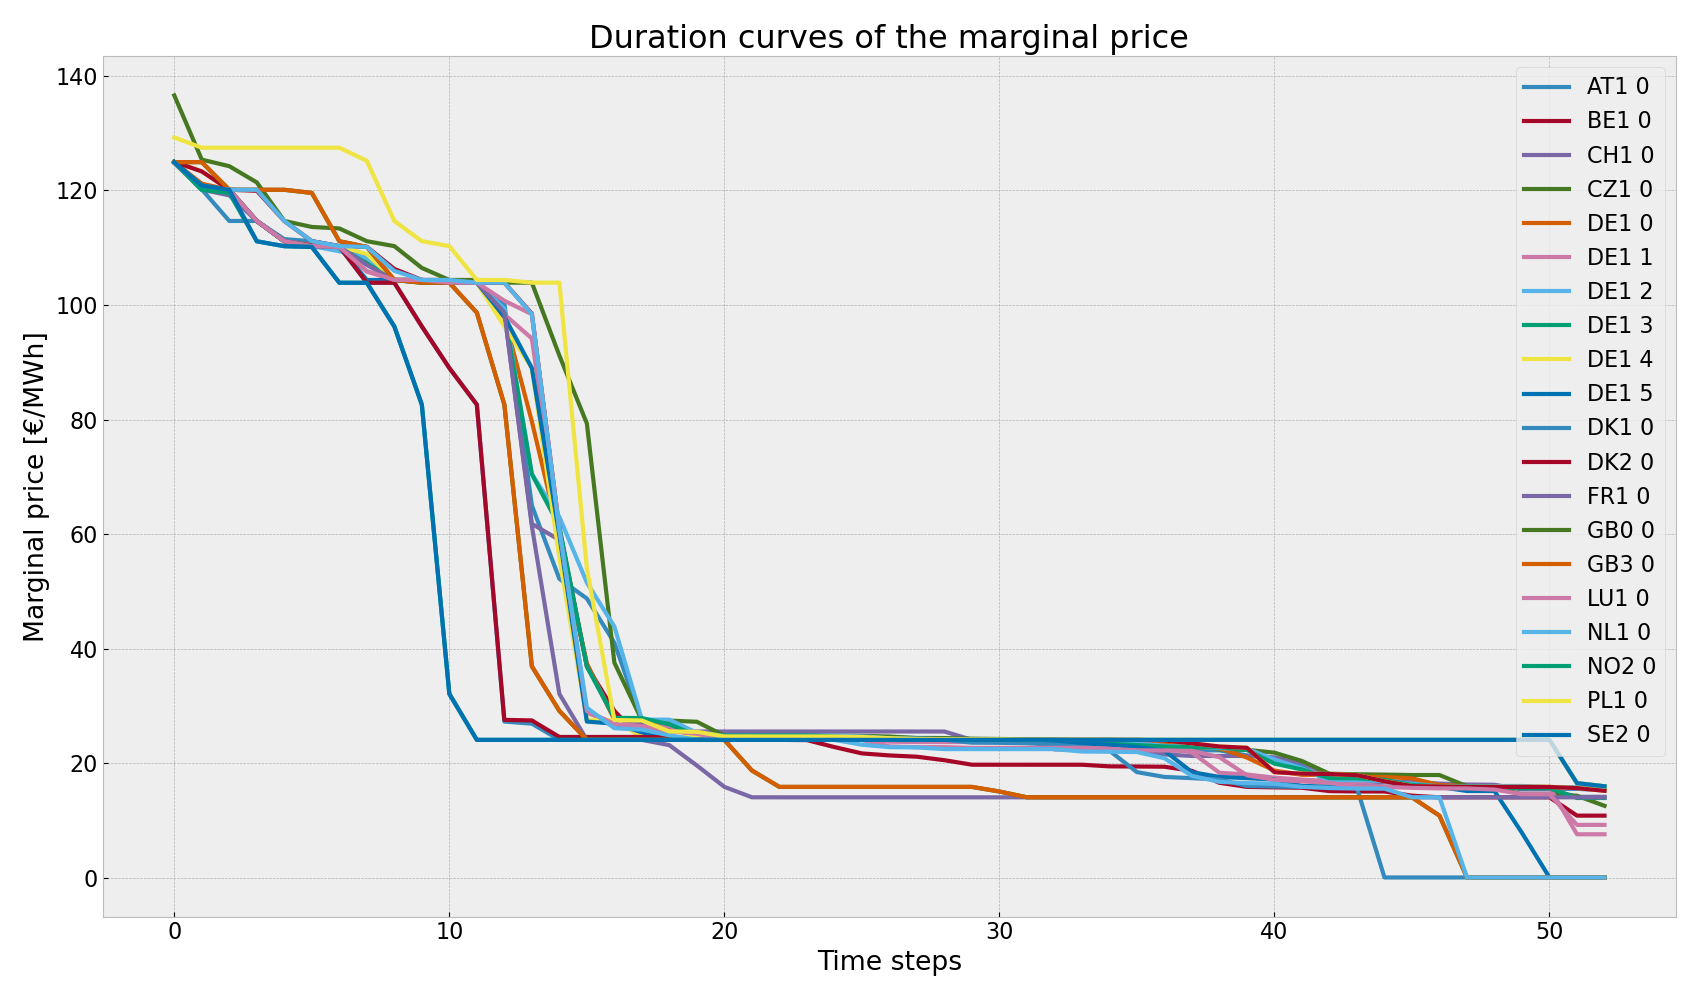 Duration curves of the marginal price
Marginal price [€/MWh]
140
120
100
80
60
40
20
0
0
10
20
30
40
50
Time steps
AT1 0
BE1 0
CH1 0
CZ1 0
DE1 0
DE1 1
DE1 2
DE1 3
DE1 4
DE1 5
DK1 0
DK2 0
FR1 0
GB0 0
GB3 0
LU1 0
NL1 0
NO2 0
PL1 0
SE2 0